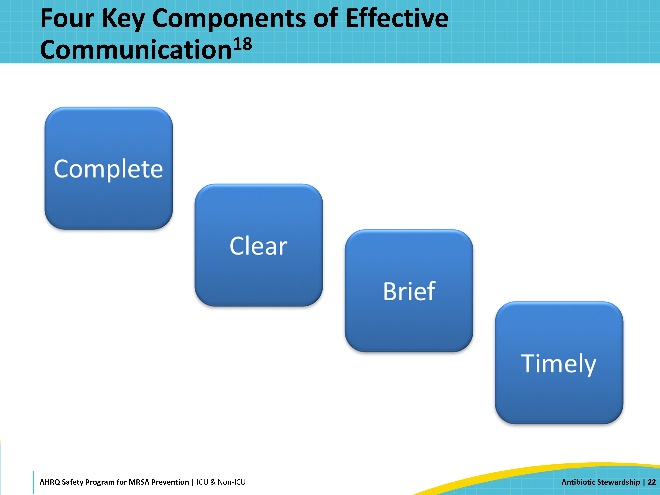 Four Key Components of Effective
Communication18
Complete
Clear
Brief
Timely
AHRQ Safety Program for MRSA Prevention | ICU & Non-ICU
Antibiotic Stewardship | 22